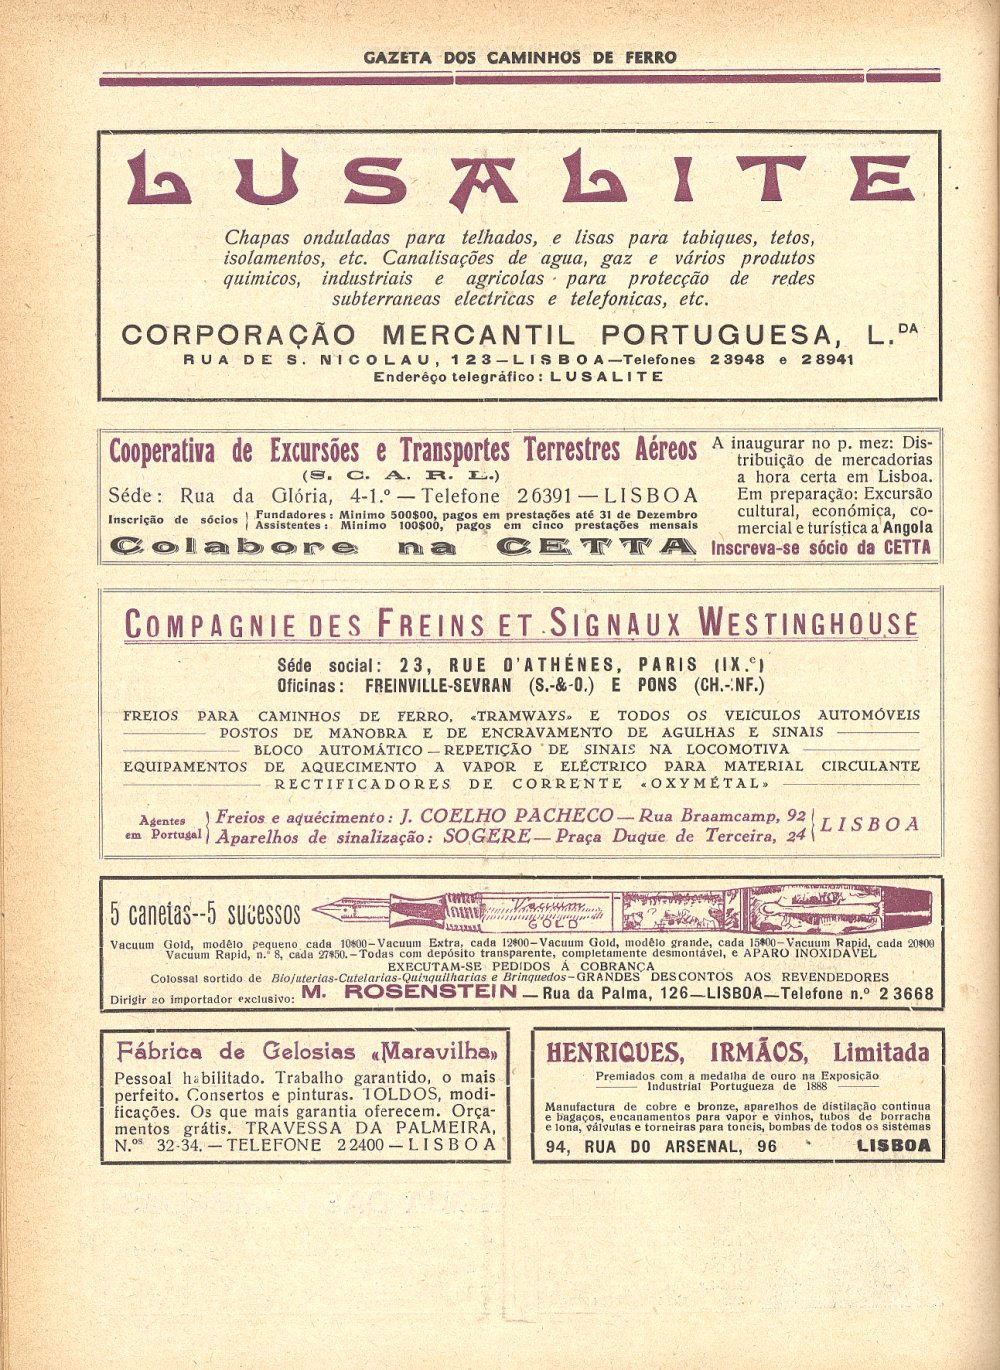 GAZETA DOS CAMINHOS DE FERRO
LUSALITE
Chapas onduladas para telhados, e lisas para tabiques, tetos,
isolamentos, etc. Canalisações de agua, gaz e vários produtos
quimicos, industriais e agricolas para protecção de redes
subterraneas electricas e telefonicas, etc.
CORPORAÇÃO MERCANTIL PORTUGUESA, L.DA
RUA DE S. NICOLAU, 123—LISBOA—Telefones 23948 e 28941
Enderêço telegráfico: LUSALITE
Cooperativa de Excursões e Transportes Terrestres Aéreos
(S. C. A. R. L.)
Séde: Rua da Glória, 4-1.º — Telefone 26391 — LISBOA
Inscrição de sócios
Fundadores: Minimo 500$00, pagos em prestações até 31 de Dezembro
Assistentes: Minimo 100$00, pagos em cinco prestações mensais
Colabore na CETTA
A inaugurar no p. mez: Dis-
tribuïção de mercadorias
a hora certa em Lisboa.
Em preparação: Excursão
cultural, económica, co-
mercial e turística a Angola
Inscreva-se sócio da CETTA
COMPAGNIE DES FREINS ET SIGNAUX WESTINGHOUSE
Séde social: 23, RUE D'ATHÉNES, PARIS (IX.e)
Oficinas: FREINVILLE-SEVRAN (S.-&-O.) E PONS (CH.-INF.)
FREIOS PARA CAMINHOS DE FERRO, «TRAMWAYS» E TODOS OS VEICULOS AUTOMÓVEIS
POSTOS DE MANOBRA E DE ENCRAVAMENTO DE AGULHAS E SINAIS
BLOCO AUTOMÁTICO — REPETIÇÃO DE SINAIS NA LOCOMOTIVA
EQUIPAMENTOS DE AQUECIMENTO A VAPOR E ELÉCTRICO PARA MATERIAL CIRCULANTE
RECTIFICADORES DE CORRENTE «OXYMÉTAL»
Agentes
em Portugal
Freios e aquécimento: J. COELHO PACHECO — Rua Braamcamp, 92
Aparelhos de sinalização: SOGERE — Praça Duque de Terceira, 24
LISBOA
5 canetas--5 sucessos
Vacuum
GOLD
Vacuum Gold, modêlo pequeno cada 10$00—Vacuum Extra, cada 12$00—Vacuum Gold, modêlo grande, cada 15$00—Vacuum Rapid, cada 20$00
Vacuum Rapid, n.º 8, cada 27$50.—Todas com depósito transparente, completamente desmontável, e APARO INOXIDÁVEL
EXECUTAM-SE PEDIDOS Á COBRANÇA
Colossal sortido de Biojuterias-Cutelarias-Quinquilharias e Brinquedos—GRANDES DESCONTOS AOS REVENDEDORES
Dirigir ao importador exclusivo: M. ROSENSTEIN — Rua da Palma, 126—LISBOA—Telefone n.º 23668
Fábrica de Gelosias «Maravilha»
Pessoal habilitado. Trabalho garantido, o mais
perfeito. Consertos e pinturas. TOLDOS, modi-
ficações. Os que mais garantia oferecem. Orça-
mentos grátis. TRAVESSA DA PALMEIRA,
N.os 32-34. — TELEFONE 22400 — LISBOA
HENRIQUES, IRMÃOS, Limitada
Premiados com a medalha de ouro na Exposição
Industrial Portugueza de 1888
Manufactura de cobre e bronze, aparelhos de distilação continua
e bagaços, encanamentos para vapor e vinhos, tubos de borracha
e lona, válvulas e torneiras para toneis, bombas de todos os sistemas
94, RUA DO ARSENAL, 96 LISBOA